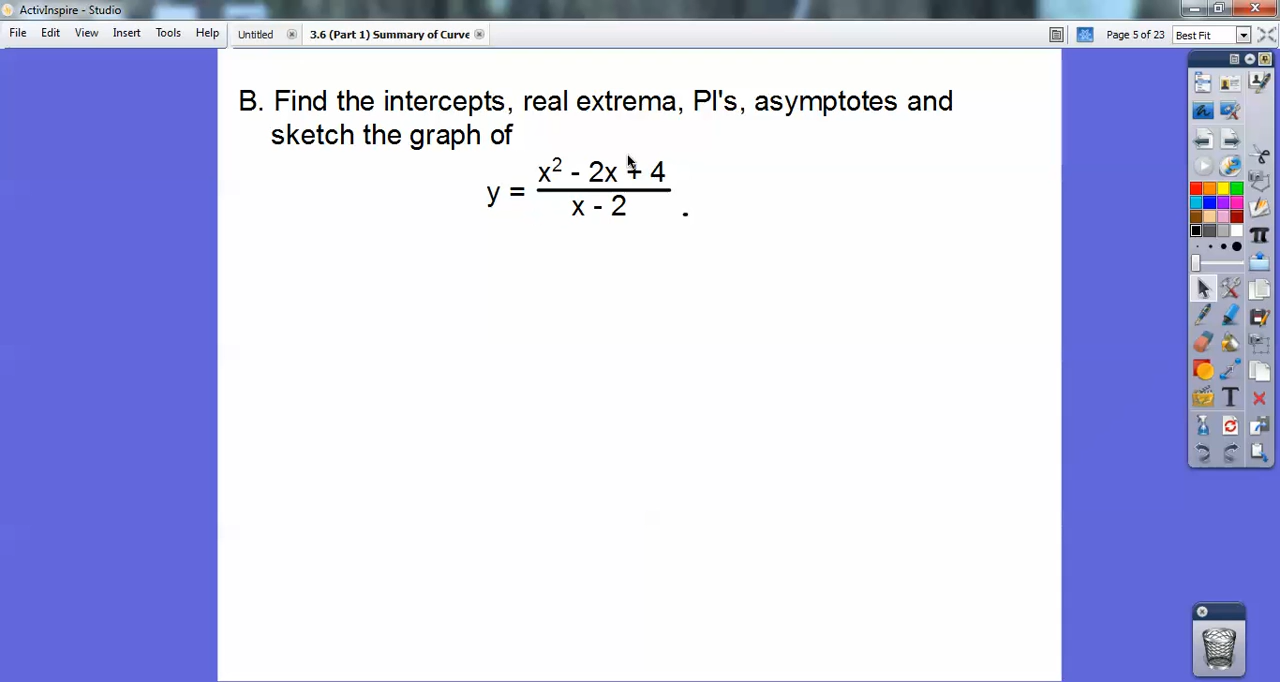 ActivInspire - Studio
File Edit View Insert Tools Help
Untitled
3.6 (Part 1) Summary of Curve
Page 5 of 23
Best Fit
B. Find the intercepts, real extrema, PI's, asymptotes and
sketch the graph of
y = (x² - 2x + 4)/(x - 2) .